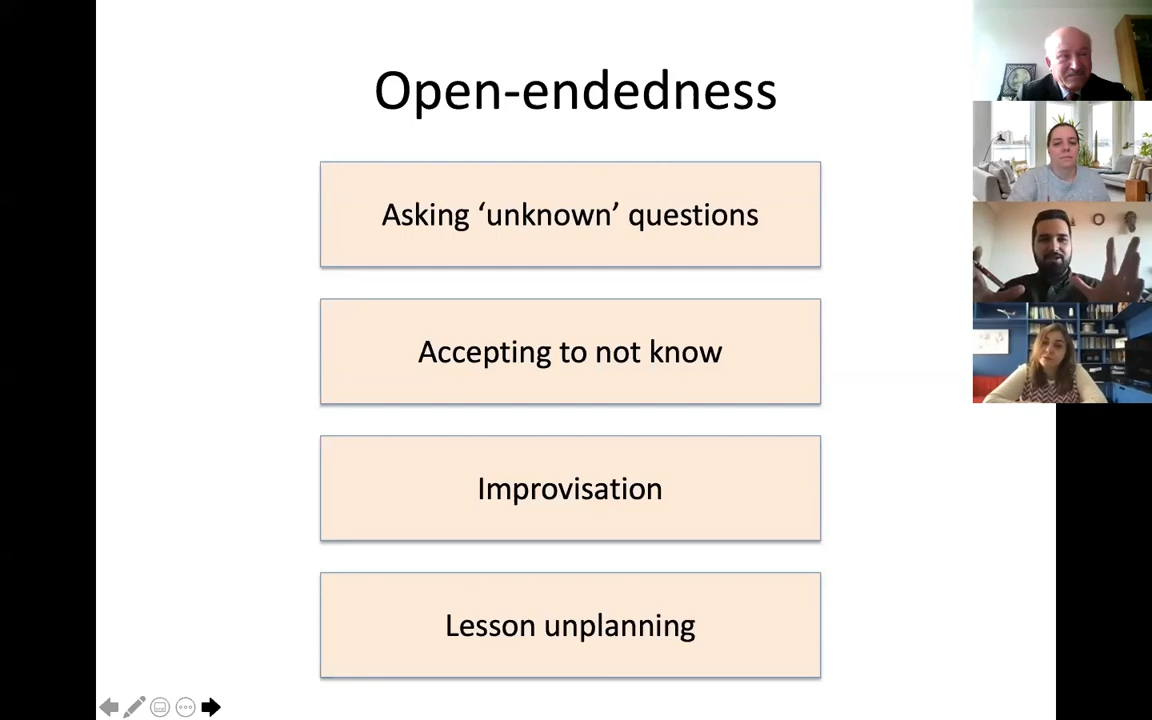 Open-endedness
Asking ‘unknown’ questions
Accepting to not know
Improvisation
Lesson unplanning